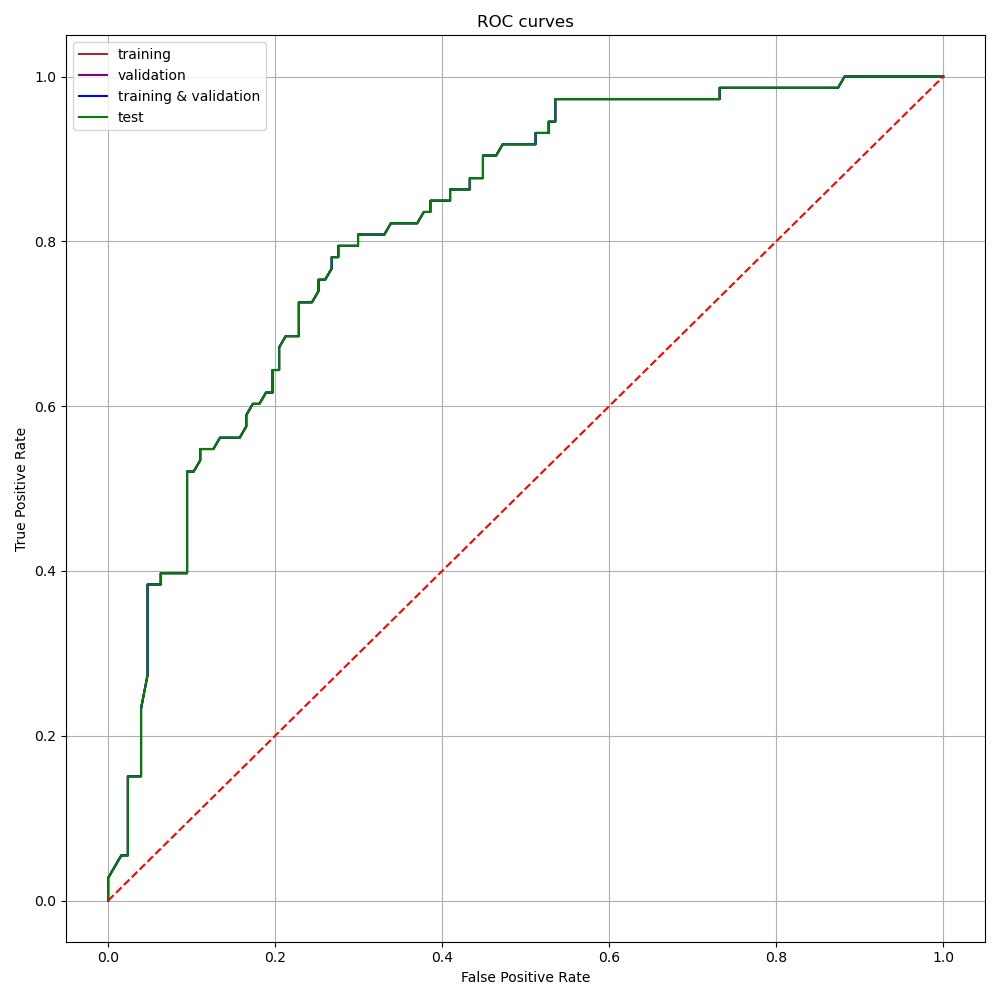 ROC curves
training
validation
training & validation
test
True Positive Rate
1.0
0.8
0.6
0.4
0.2
0.0
0.0 0.2 0.4 0.6 0.8 1.0
False Positive Rate